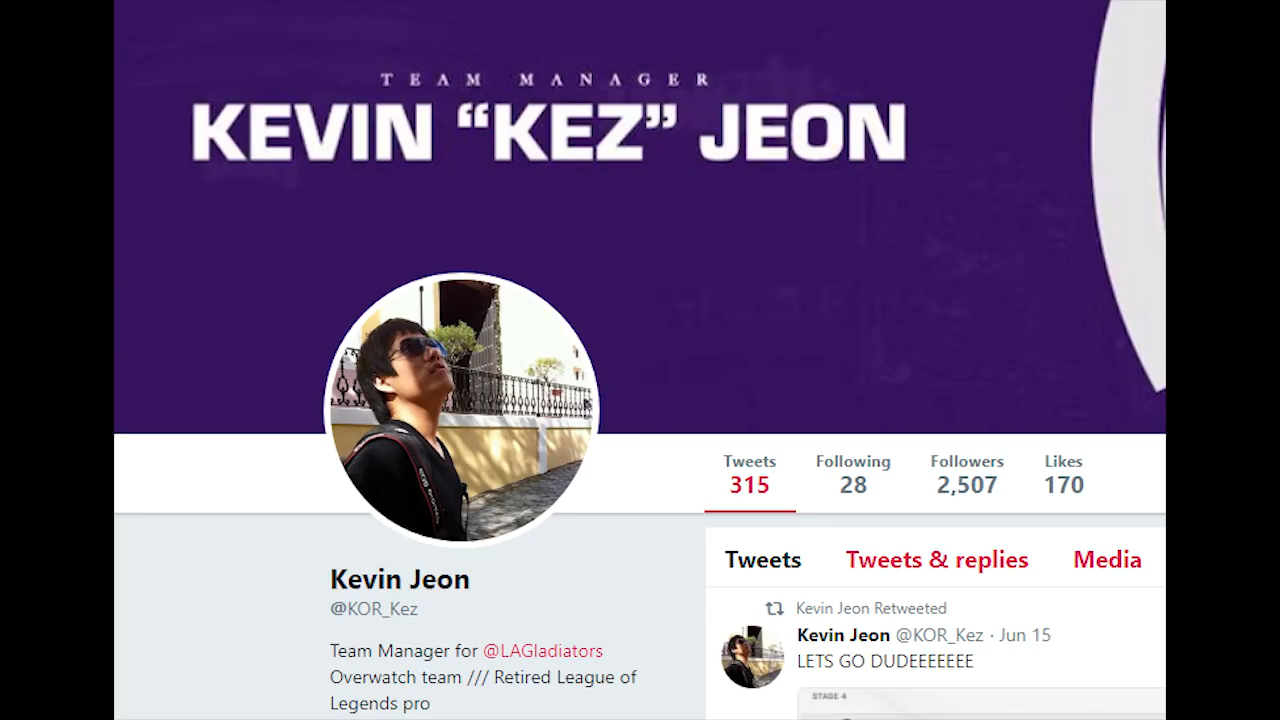 TEAM MANAGER
KEVIN “KEZ” JEON
Tweets Following Followers Likes
315 28 2,507 170
Kevin Jeon
@KOR_Kez
Team Manager for @LAGladiators
Overwatch team /// Retired League of
Legends pro
Tweets Tweets & replies Media
Kevin Jeon Retweeted
Kevin Jeon @KOR_Kez · Jun 15
LETS GO DUDEEEEEEE
STAGE 4